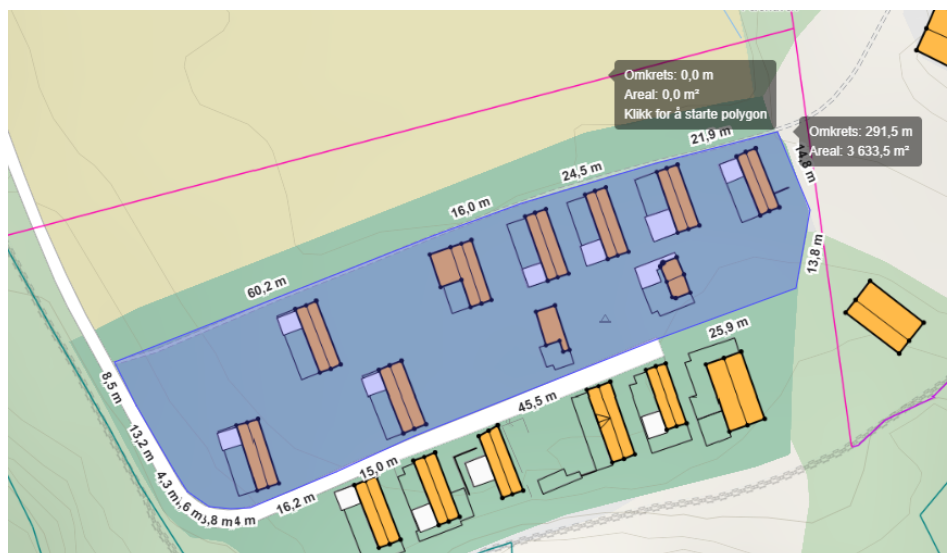 Omkrets: 0,0 m
Areal: 0,0 m²
Klikk for å starte polygon
Omkrets: 291,5 m
Areal: 3 633,5 m²
21,9 m
14,8 m
24,5 m
16,0 m
13,8 m
60,2 m
25,9 m
8,5 m
45,5 m
13,2 m
15,0 m
4,3 m
16,2 m